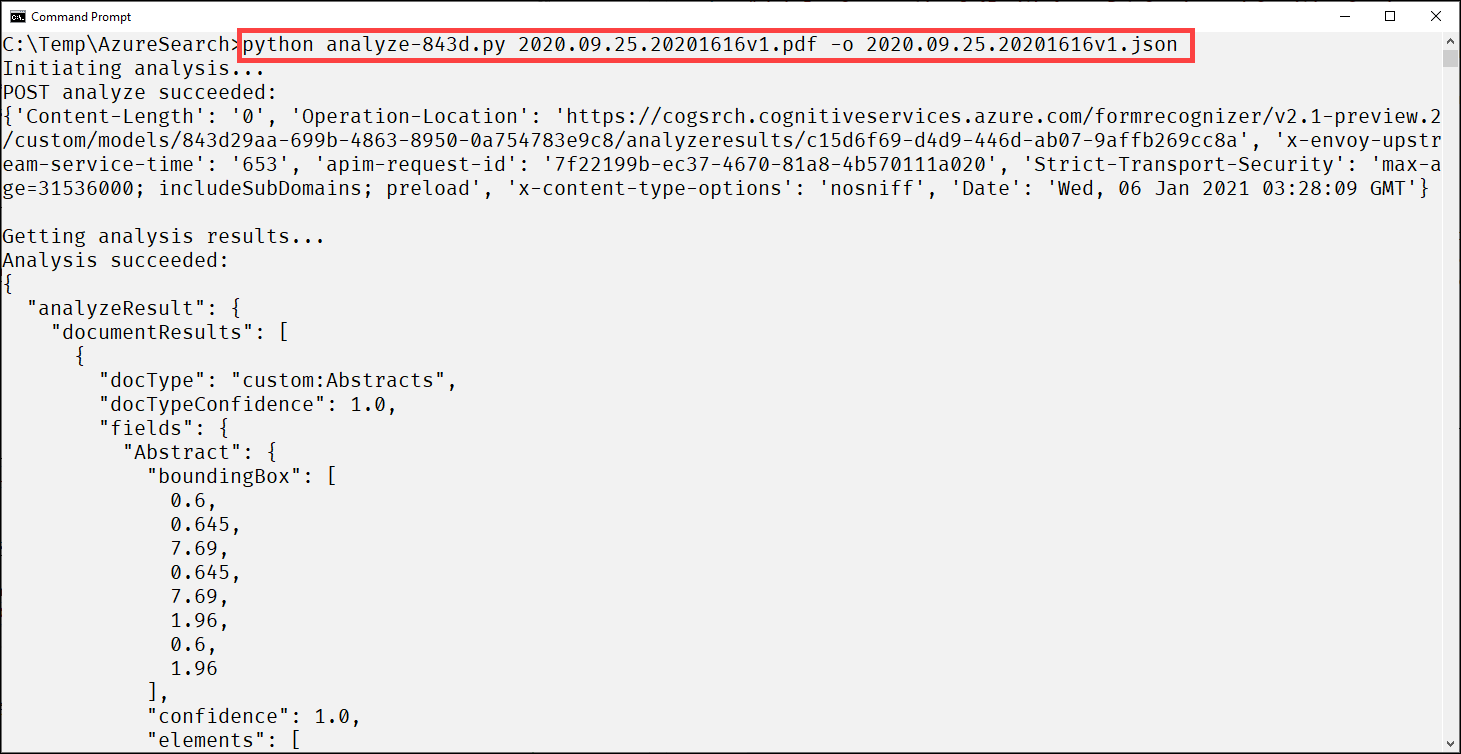 Command Prompt
C:\Temp\AzureSearch>python analyze-843d.py 2020.09.25.20201616v1.pdf -o 2020.09.25.20201616v1.json
Initiating analysis...
POST analyze succeeded:
{'Content-Length': '0', 'Operation-Location': 'https://cogsrch.cognitiveservices.azure.com/formrecognizer/v2.1-preview.2
/custom/models/843d29aa-699b-4863-8950-0a754783e9c8/analyzeresults/c15d6f69-d4d9-446d-ab07-9affb269cc8a', 'x-envoy-upstr
eam-service-time': '653', 'apim-request-id': '7f22199b-ec37-4670-81a8-4b570111a020', 'Strict-Transport-Security': 'max-a
ge=31536000; includeSubDomains; preload', 'x-content-type-options': 'nosniff', 'Date': 'Wed, 06 Jan 2021 03:28:09 GMT'}

Getting analysis results...
Analysis succeeded:
{
  "analyzeResult": {
    "documentResults": [
      {
        "docType": "custom:Abstracts",
        "docTypeConfidence": 1.0,
        "fields": {
          "Abstract": {
            "boundingBox": [
              0.6,
              0.645,
              7.69,
              0.645,
              7.69,
              1.96,
              0.6,
              1.96
            ],
            "confidence": 1.0,
            "elements": [